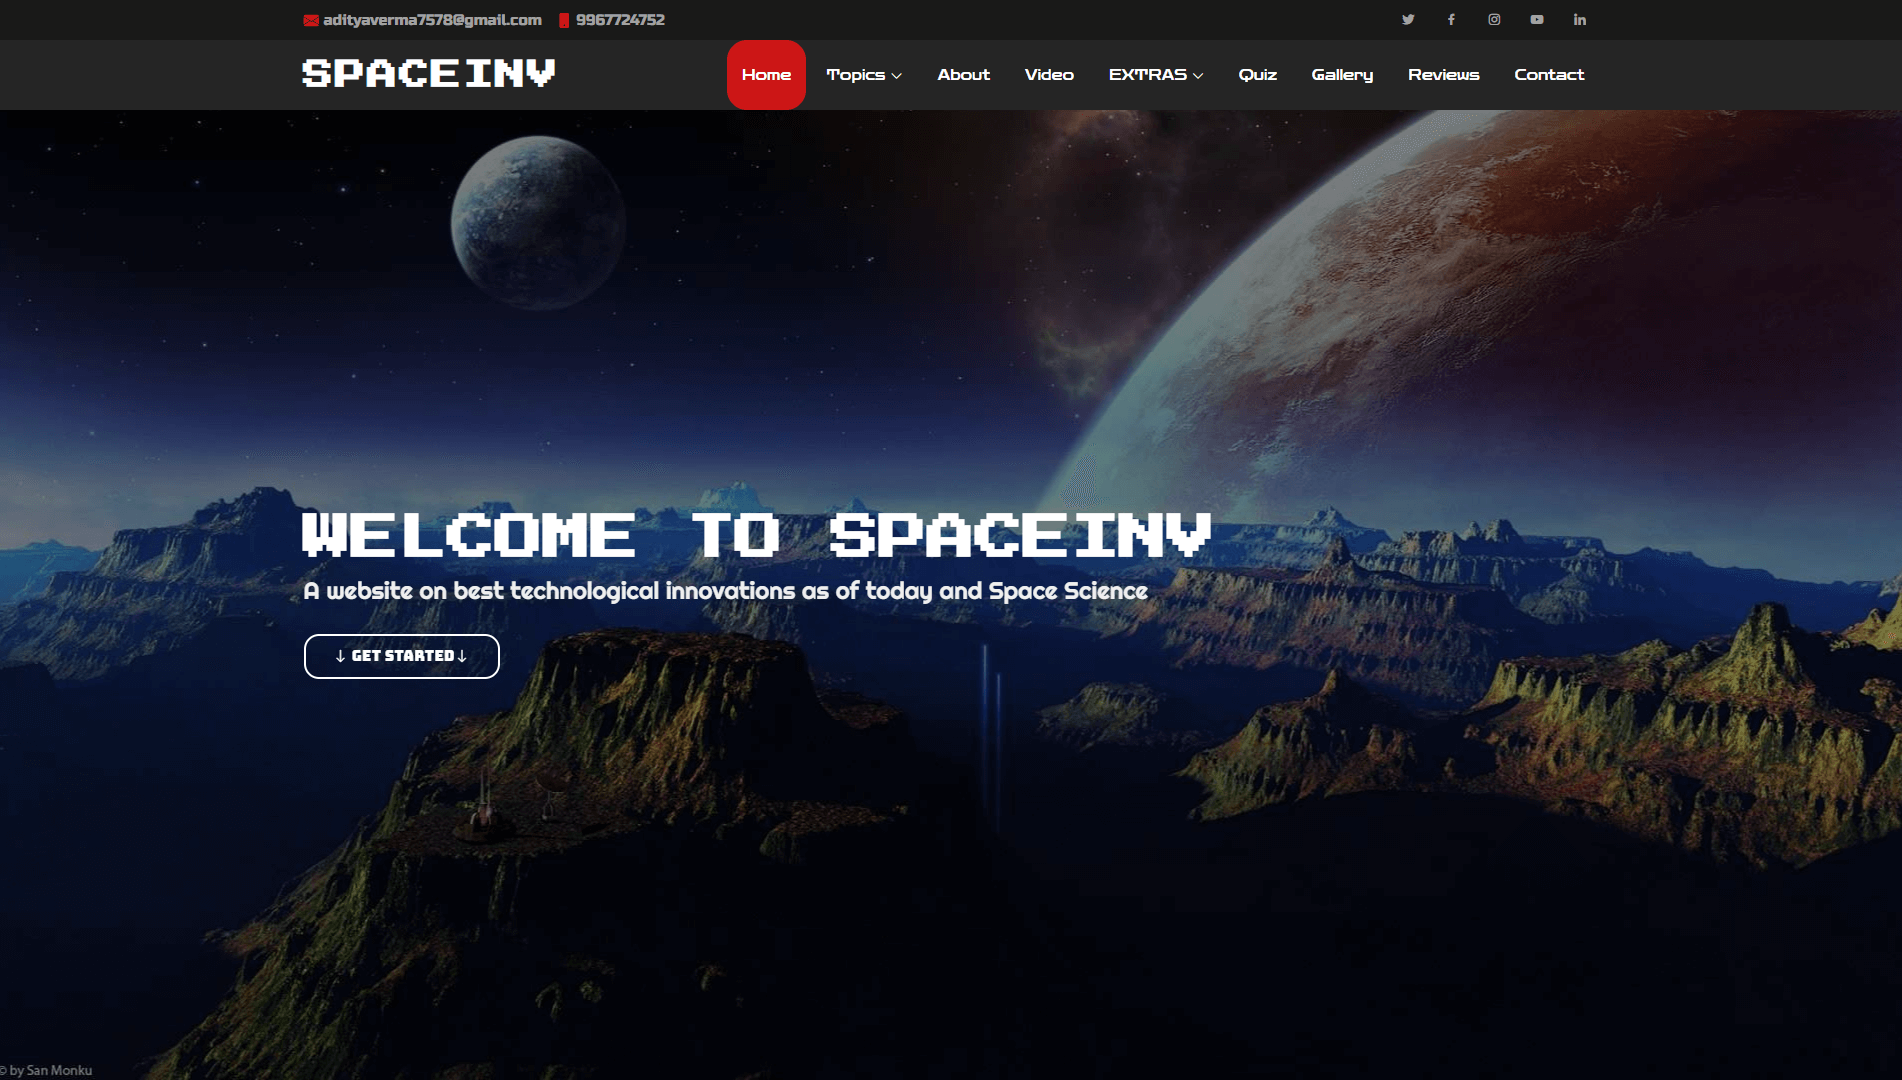 adityaverma7578@gmail.com 9967724752
SPACEINV
Home Topics About Video EXTRAS Quiz Gallery Reviews Contact
WELCOME TO SPACEINV
A website on best technological innovations as of today and Space Science
↓ GET STARTED ↓
© by San Monku